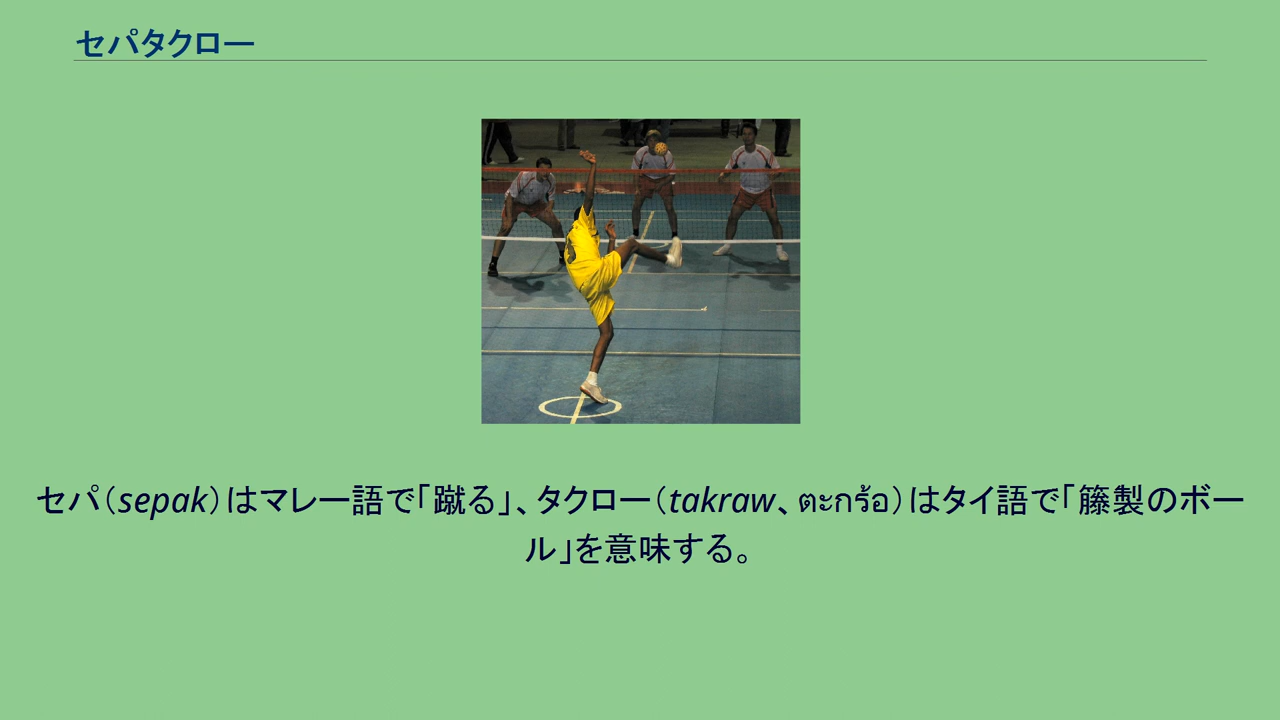 セパタクロー
セパ（sepak）はマレー語で「蹴る」、タクロー（takraw、ตะกร้อ）はタイ語で「籐製のボー
ル」を意味する。